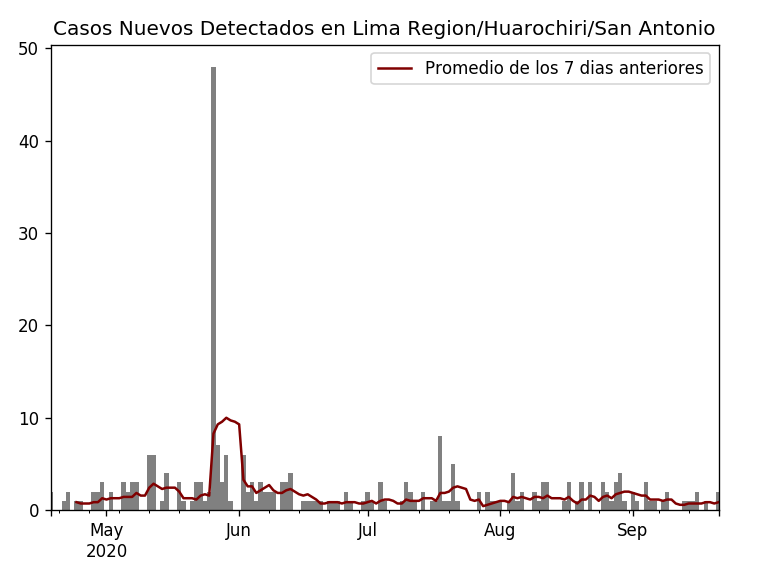 Casos Nuevos Detectados en Lima Region/Huarochiri/San Antonio
Promedio de los 7 dias anteriores
50
40
30
20
10
0
May Jun Jul Aug Sep
2020